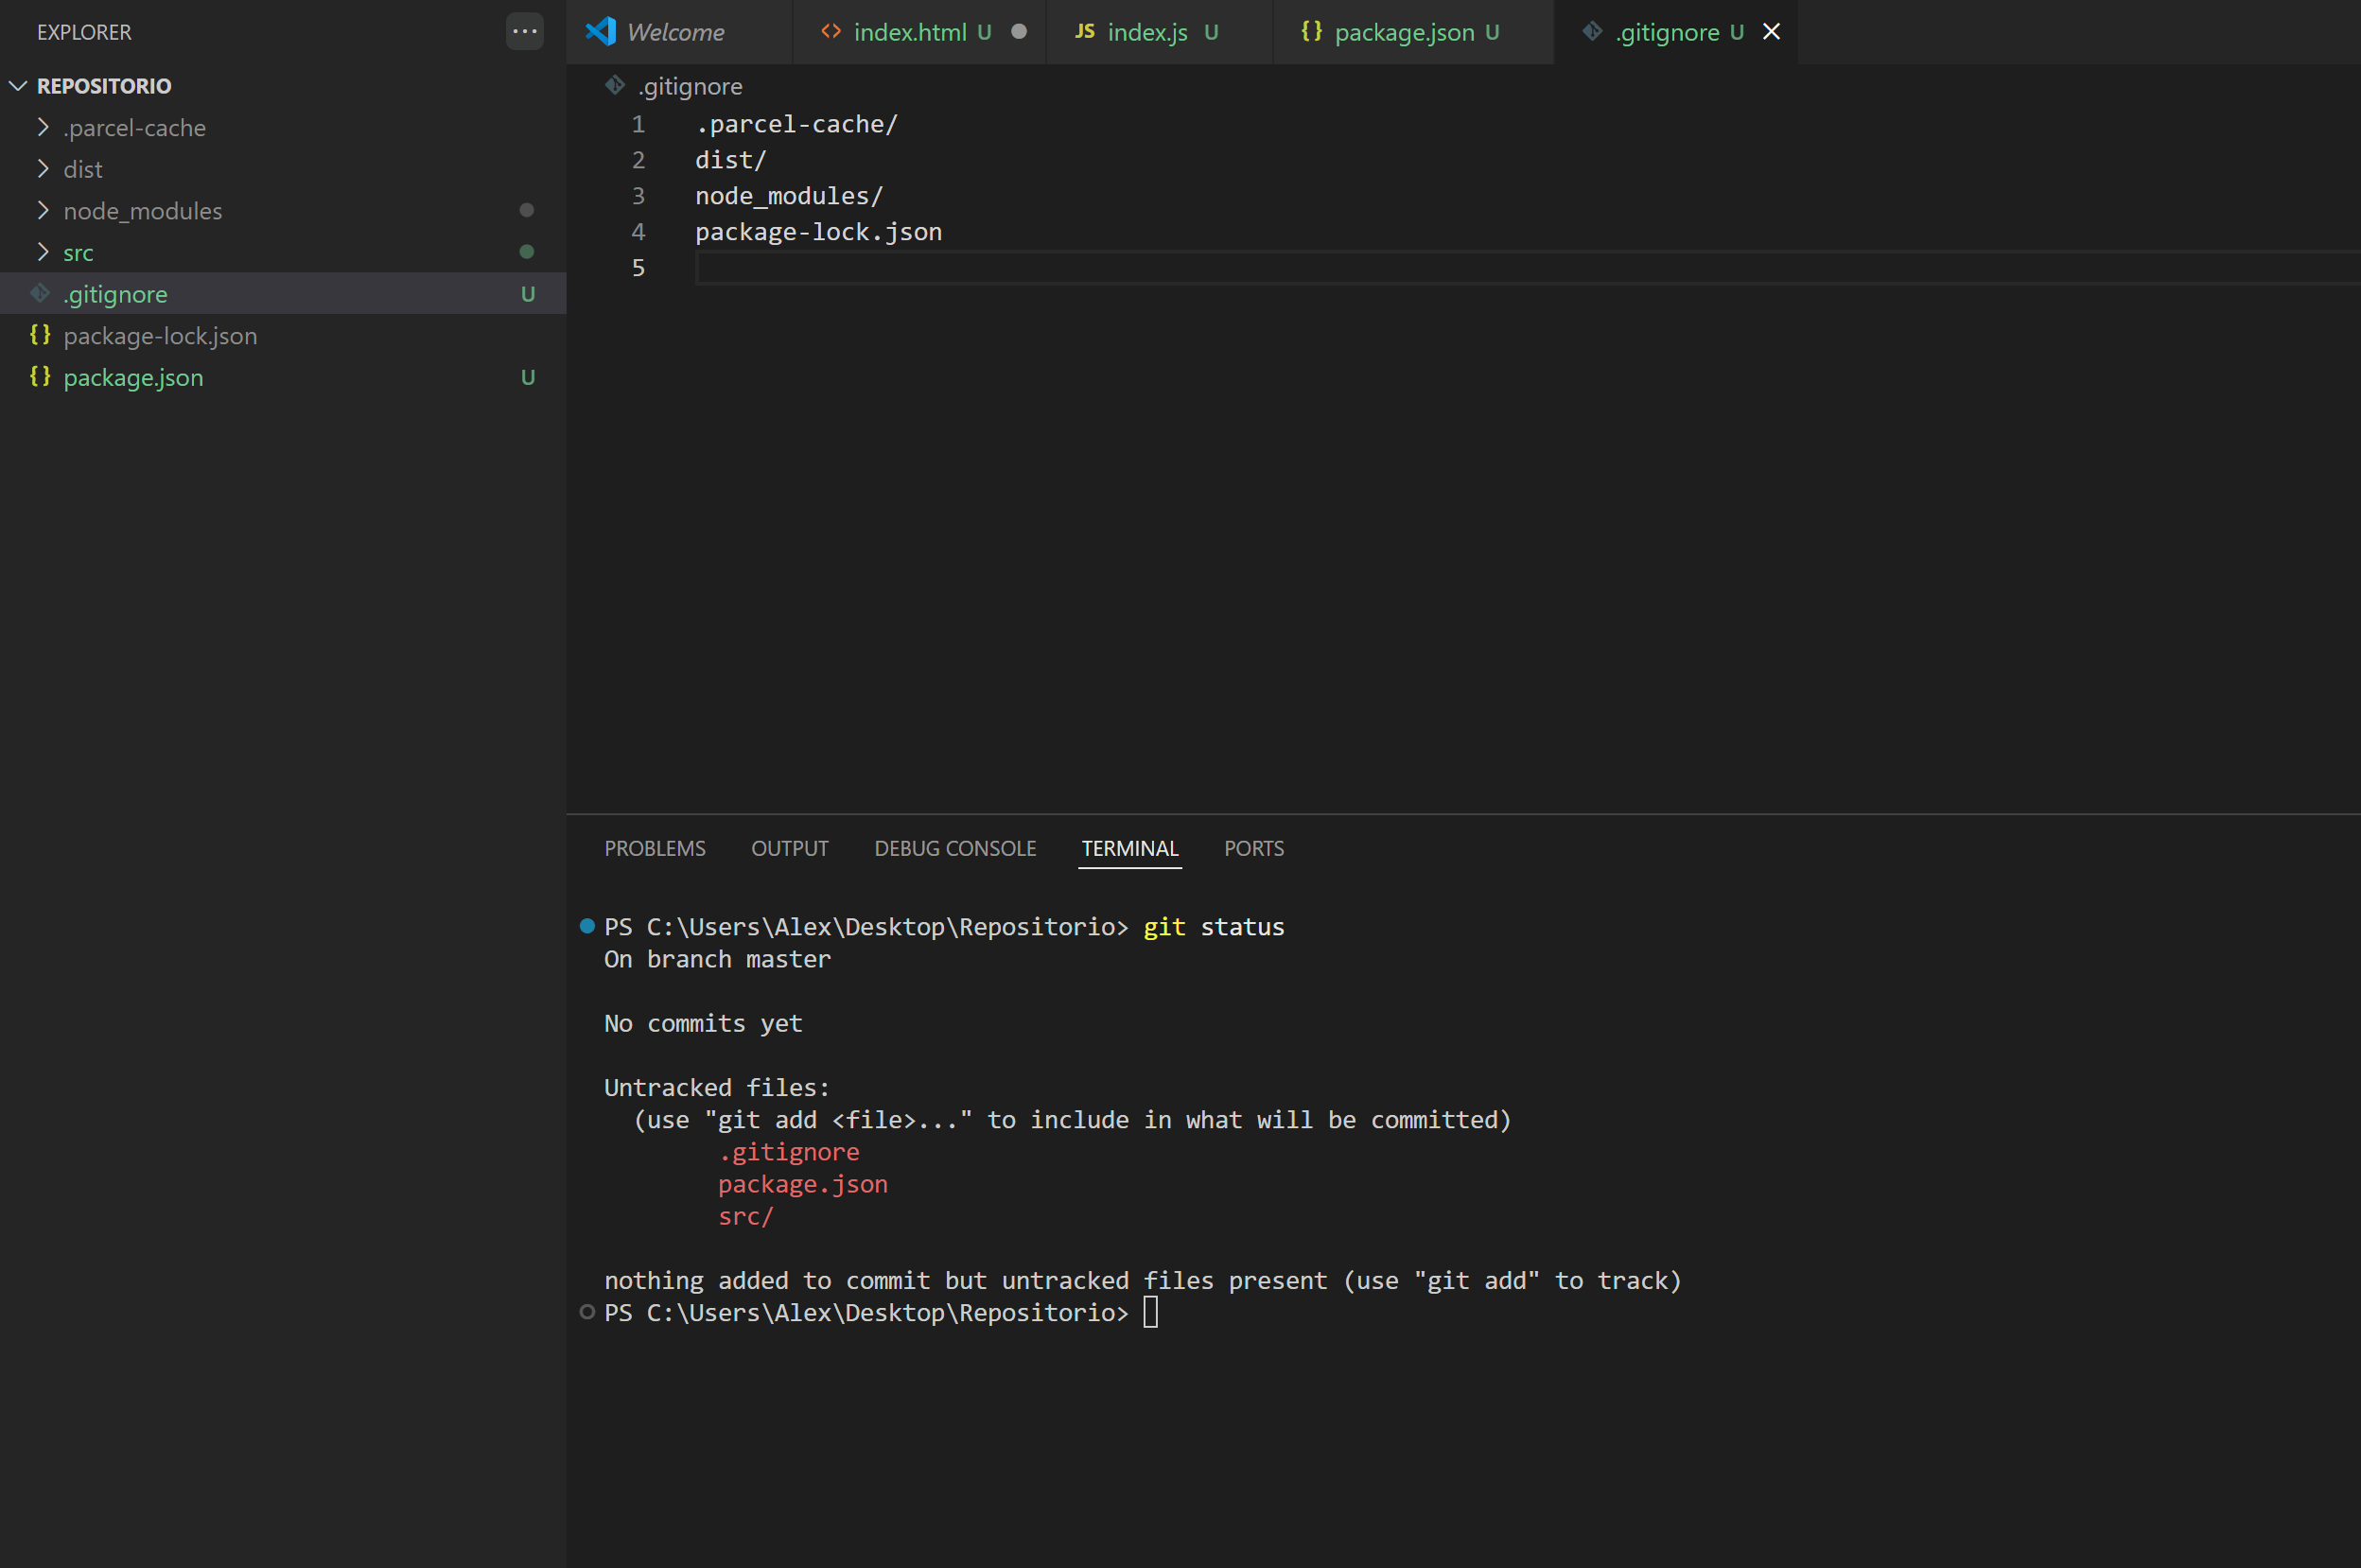 EXPLORER
REPOSITORIO
.parcel-cache
dist
node_modules
src
.gitignore U
package-lock.json
package.json U
Welcome
index.html U
JS index.js U
package.json U
.gitignore U
.gitignore
1 .parcel-cache/
2 dist/
3 node_modules/
4 package-lock.json
5
PROBLEMS OUTPUT DEBUG CONSOLE TERMINAL PORTS
PS C:\Users\Alex\Desktop\Repositorio> git status
On branch master
No commits yet
Untracked files:
(use "git add <file>..." to include in what will be committed)
.gitignore
package.json
src/
nothing added to commit but untracked files present (use "git add" to track)
PS C:\Users\Alex\Desktop\Repositorio>